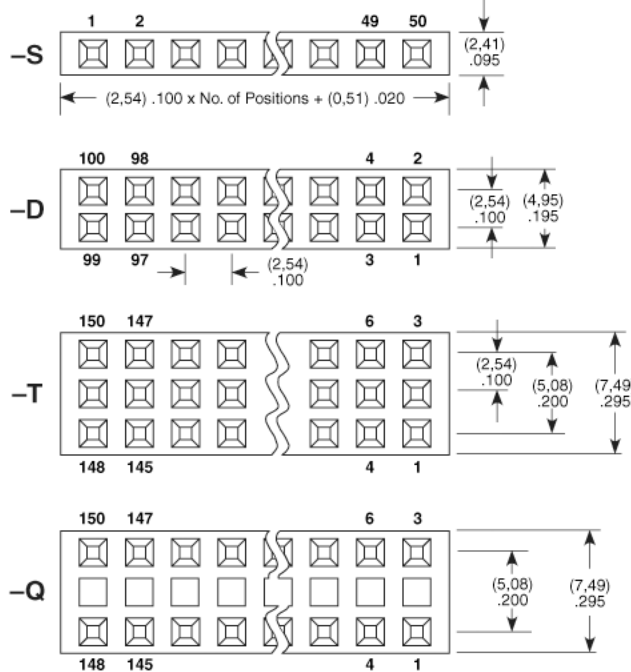 1 2 49 50
–S
(2,41)
.095
(2,54) .100 x No. of Positions + (0,51) .020
100 98 4 2
–D
(2,54)
.100
(4,95)
.195
99 97 3 1
(2,54)
.100
150 147 6 3
–T
(2,54)
.100
(5,08)
.200
(7,49
.295
148 145 4 1
150 147 6 3
–Q
(5,08)
.200
(7,49)
.295
148 145 4 1